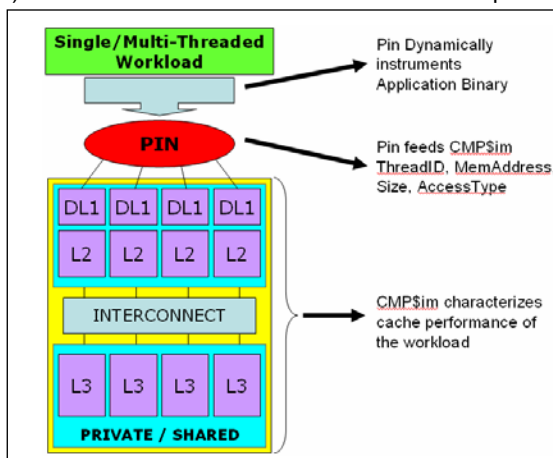 Single/Multi-Threaded
Workload
Pin Dynamically
instruments
Application Binary
PIN
Pin feeds CMP$im
ThreadID, MemAddress
Size, AccessType
DL1 DL1 DL1 DL1
L2 L2 L2 L2
INTERCONNECT
CMP$im characterizes
cache performance of
the workload
L3 L3 L3 L3
PRIVATE / SHARED